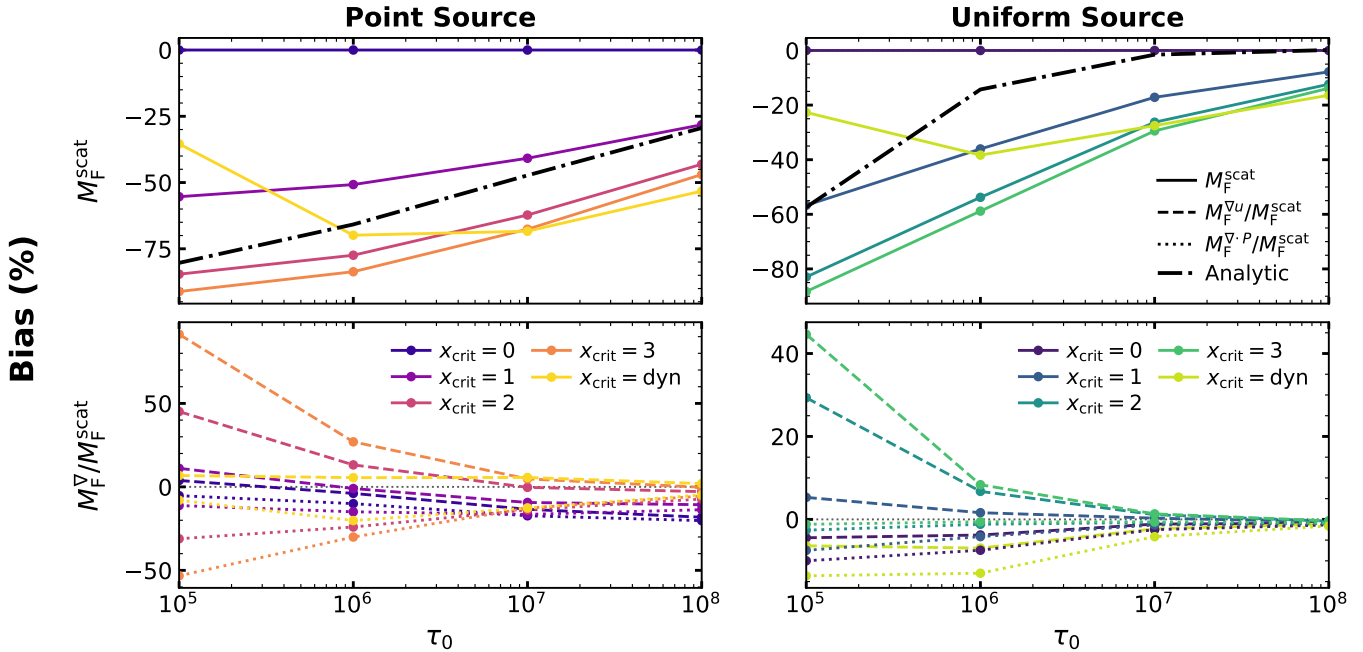 Point Source
Uniform Source
Bias (%)
M_F^scat
0
−25
−50
−75
0
−20
−40
−60
−80
M_F^scat
M_F^∇u/M_F^scat
M_F^∇·P/M_F^scat
Analytic
M_F^∇/M_F^scat
50
0
−50
x_crit = 0
x_crit = 1
x_crit = 2
x_crit = 3
x_crit = dyn
40
20
0
x_crit = 0
x_crit = 1
x_crit = 2
x_crit = 3
x_crit = dyn
10^5
10^6
10^7
10^8
10^5
10^6
10^7
10^8
τ_0
τ_0